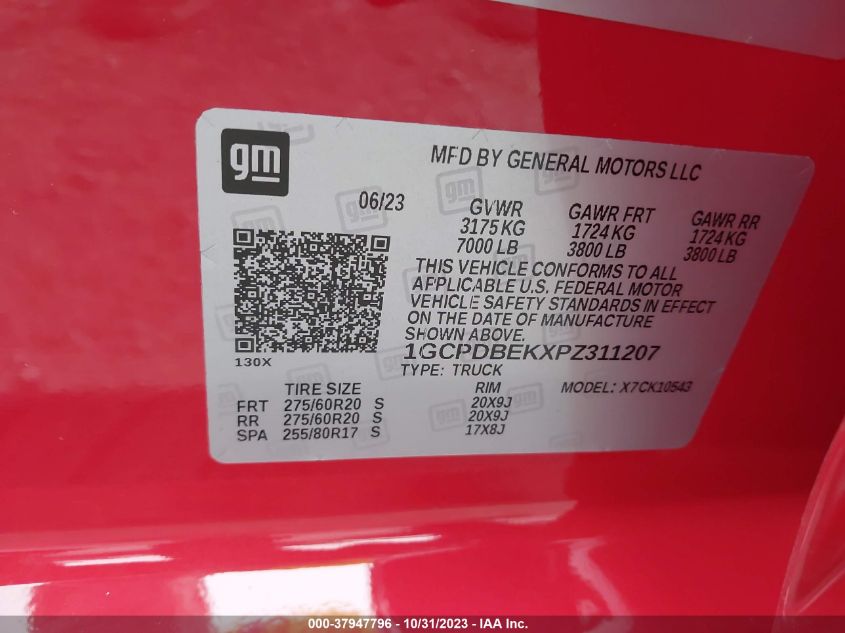 gm
MFD BY GENERAL MOTORS LLC
06/23
GVWR GAWR FRT GAWR RR
3175 KG 1724 KG 1724 KG
7000 LB 3800 LB 3800 LB
THIS VEHICLE CONFORMS TO ALL
APPLICABLE U.S. FEDERAL MOTOR
VEHICLE SAFETY STANDARDS IN EFFECT
ON THE DATE OF MANUFACTURE
SHOWN ABOVE.
130X
1GCPDBEKXPZ311207
TYPE: TRUCK MODEL: X7CK10543
TIRE SIZE RIM
FRT 275/60R20 S 20X9J
RR 275/60R20 S 20X9J
SPA 255/80R17 S 17X8J
000-37947796 - 10/31/2023 - IAA Inc.